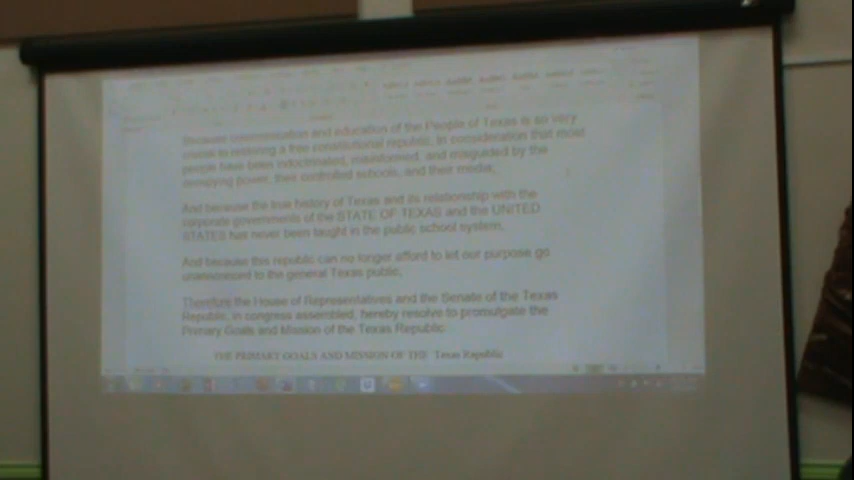 Because communication and education of the People of Texas is so very
crucial to retaining a free constitutional republic, in consideration that most
people have been indoctrinated, misinformed, and misguided by the
occupying power, their controlled schools, and their media;
And because the true history of Texas and its relationship with the
corporate governments of the STATE OF TEXAS and the UNITED
STATES has never been taught in the public school system,
And because this republic can no longer afford to let our purpose go
unannounced to the general Texas public,
Therefore the House of Representatives and the Senate of the Texas
Republic, in congress assembled, hereby resolve to promulgate the
Primary Goals and Mission of the Texas Republic
THE PRIMARY GOALS AND MISSION OF THE Texas Republic